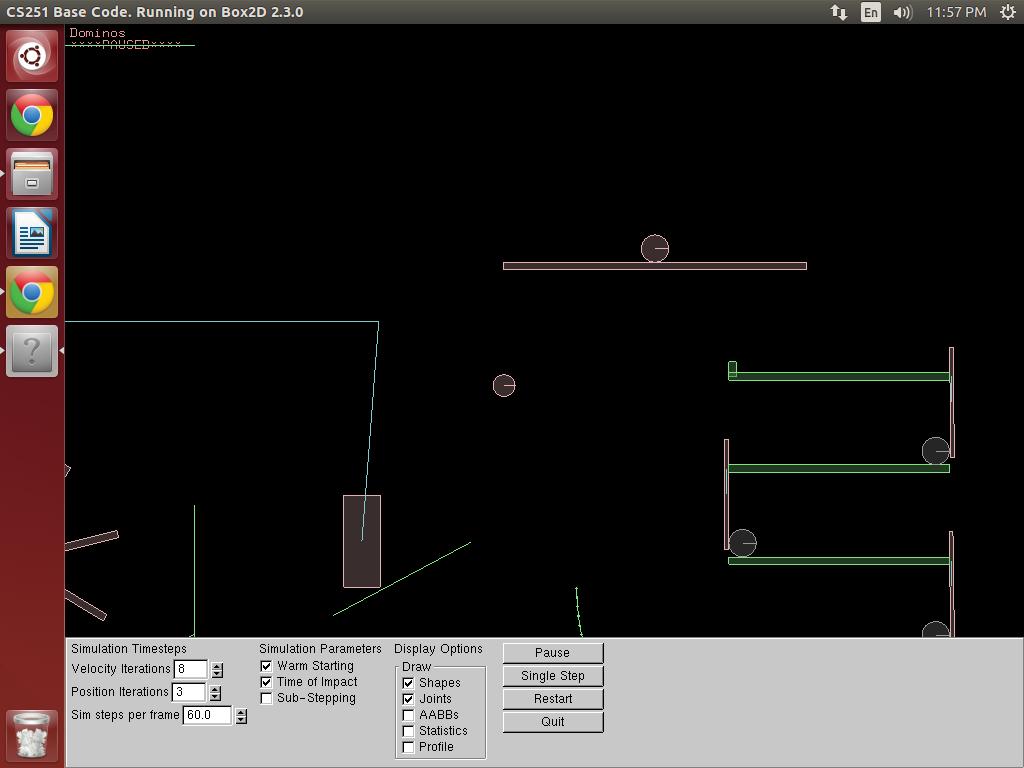 CS251 Base Code. Running on Box2D 2.3.0
En
11:57 PM
Dominos
****PAUSED****
Simulation Timesteps
Velocity Iterations 8
Position Iterations 3
Sim steps per frame 60.0
Simulation Parameters
Warm Starting
Time of Impact
Sub-Stepping
Display Options
Draw
Shapes
Joints
AABBs
Statistics
Profile
Pause
Single Step
Restart
Quit
?